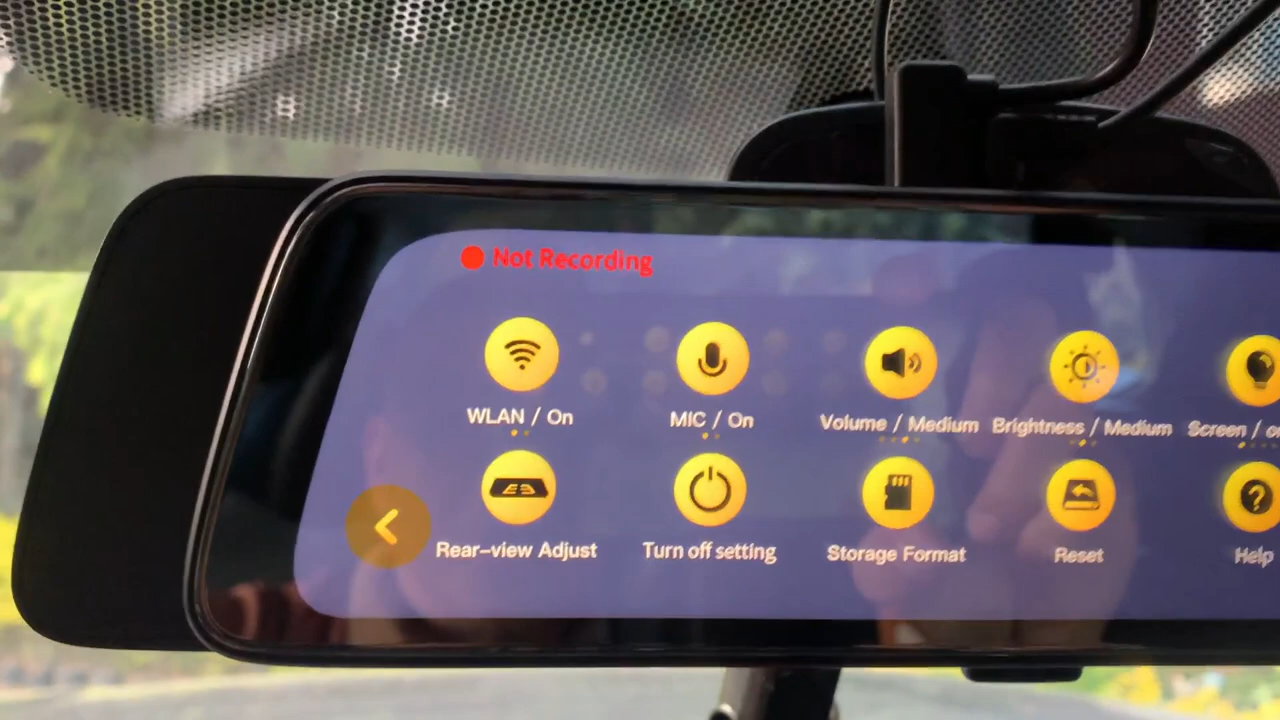 Not Recording
WLAN / On
MIC / On
Volume / Medium
Brightness / Medium
Screen /
Rear-view Adjust
Turn off setting
Storage Format
Reset
Help